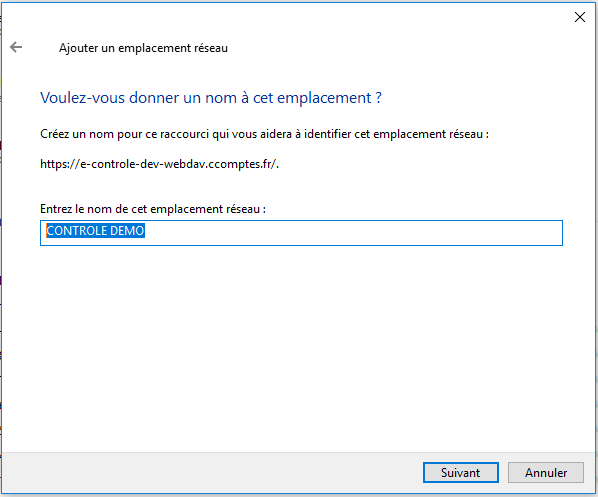 Ajouter un emplacement réseau
Voulez-vous donner un nom à cet emplacement ?
Créez un nom pour ce raccourci qui vous aidera à identifier cet emplacement réseau :
https://e-controle-dev-webdav.ccomptes.fr/.
Entrez le nom de cet emplacement réseau :
CONTROLE DEMO
Suivant
Annuler